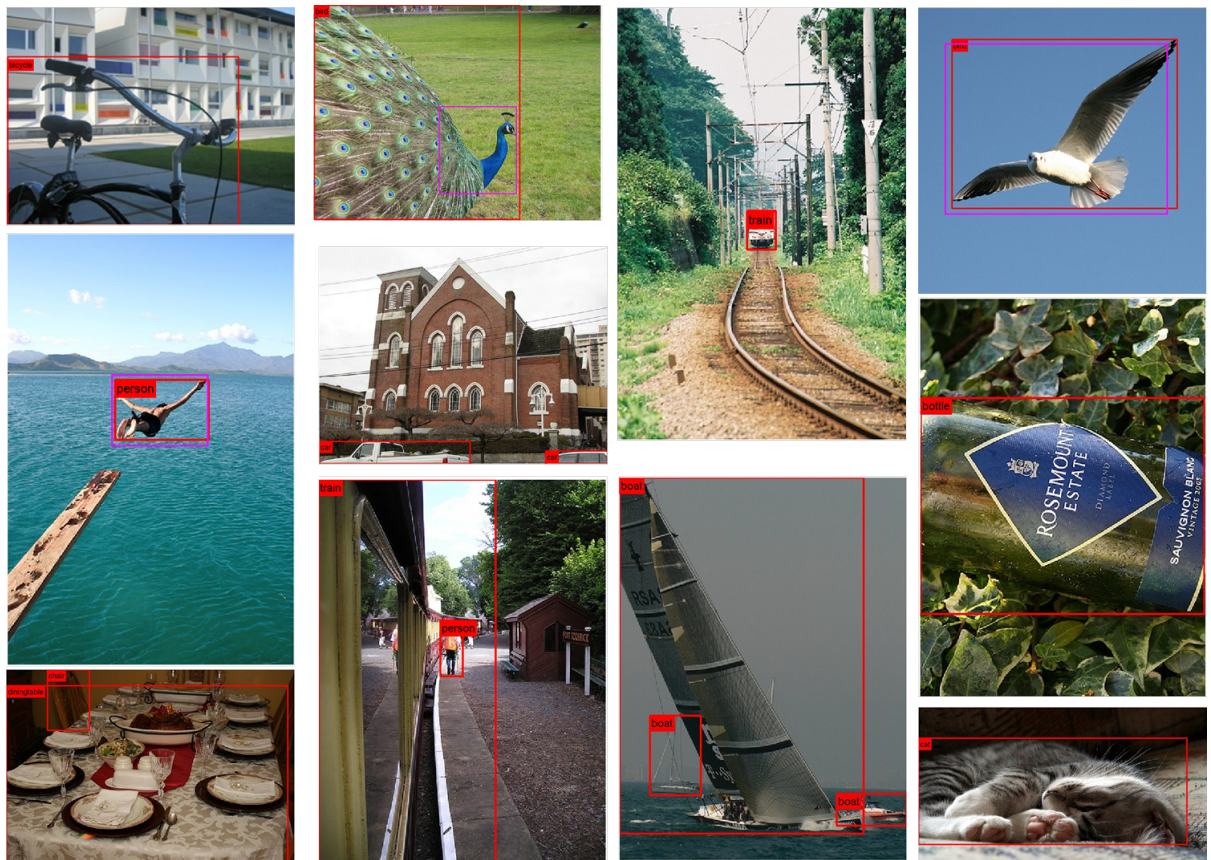 bicycle
bird
train
person
car
car
bottle
ROSEMOUNT
ESTATE
DIAMOND
LABEL
SAUVIGNON BLANC
VINTAGE 2005
train
person
boat
RSA
boat
boat
chair
diningtable
cat